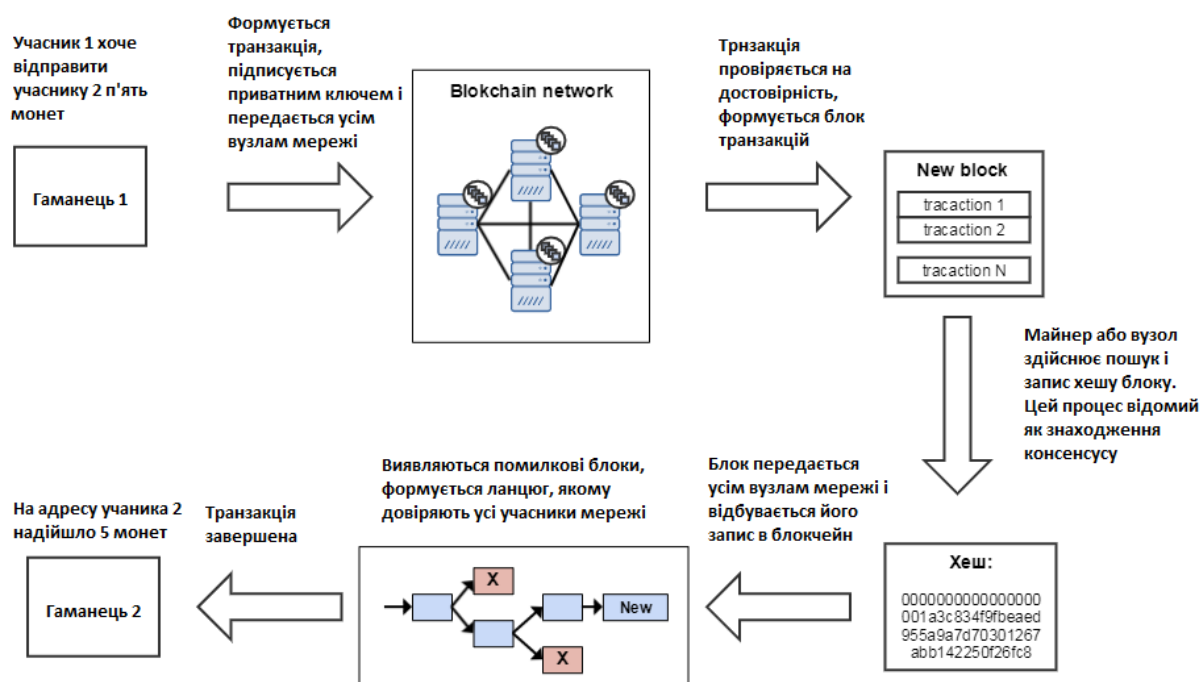 Учасник 1 хоче
відправити
учаснику 2 п'ять
монет
Гаманець 1
Формується
транзакція,
підписується
приватним ключем і
передається усім
вузлам мережі
Blokchain network
Трнзакція
провіряється на
достовірність,
формується блок
транзакцій
New block
tracaction 1
tracaction 2
tracaction N
Майнер або вузол
здійснює пошук і
запис хешу блоку.
Цей процес відомий
як знаходження
консенсусу
Хеш:
0000000000000000
001a3c834f9fbeaed
955a9a7d70301267
abb142250f26fc8
Блок передається
усім вузлам мережі і
відбувається його
запис в блокчейн
Виявляються помилкові блоки,
формується ланцюг, якому
довіряють усі учасники мережі
X
New
X
Транзакція
завершена
На адресу учаника 2
надійшло 5 монет
Гаманець 2